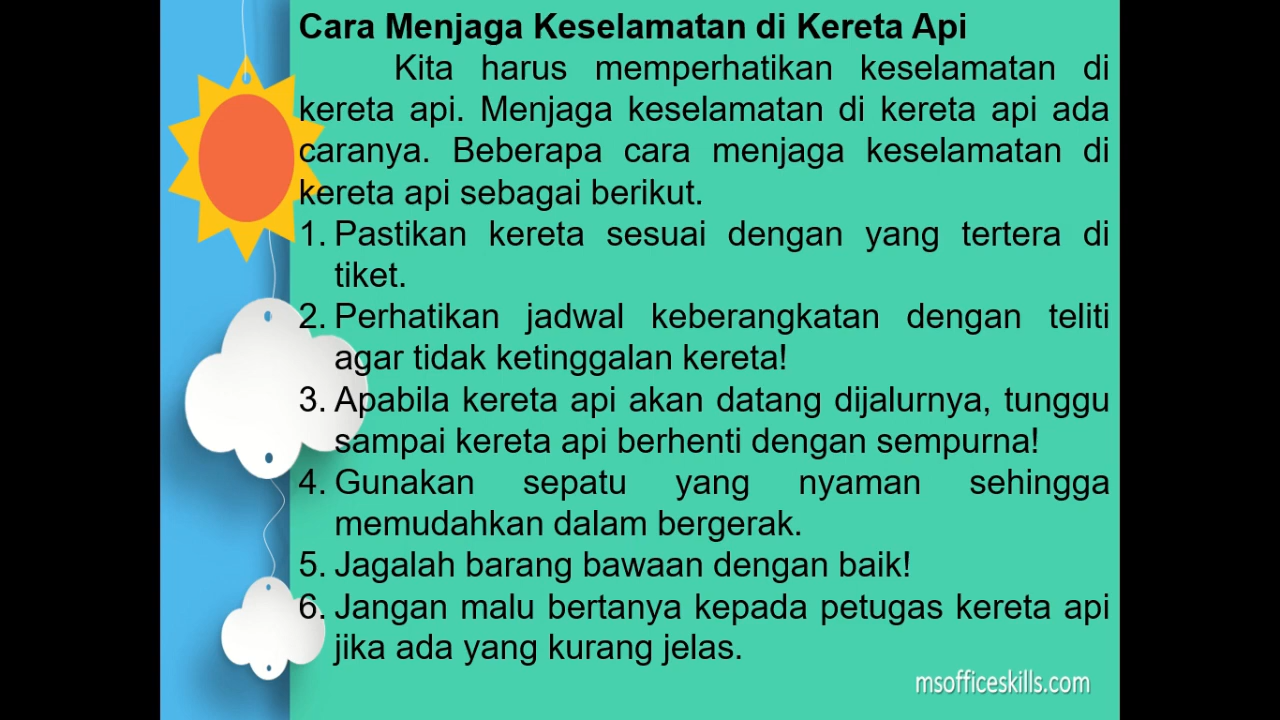 Cara Menjaga Keselamatan di Kereta Api
Kita harus memperhatikan keselamatan di
kereta api. Menjaga keselamatan di kereta api ada
caranya. Beberapa cara menjaga keselamatan di
kereta api sebagai berikut.
1. Pastikan kereta sesuai dengan yang tertera di
tiket.
2. Perhatikan jadwal keberangkatan dengan teliti
agar tidak ketinggalan kereta!
3. Apabila kereta api akan datang dijalurnya, tunggu
sampai kereta api berhenti dengan sempurna!
4. Gunakan sepatu yang nyaman sehingga
memudahkan dalam bergerak.
5. Jagalah barang bawaan dengan baik!
6. Jangan malu bertanya kepada petugas kereta api
jika ada yang kurang jelas.
msofficeskills.com